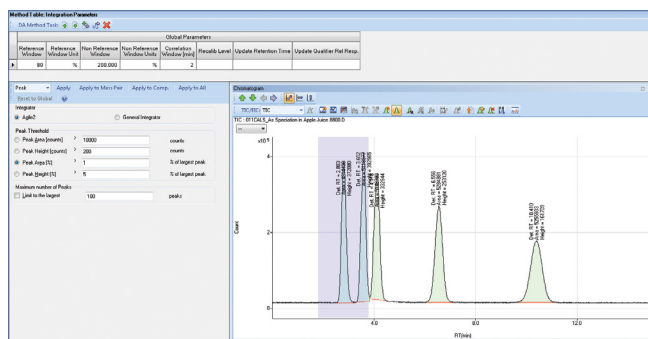 Method Table: Integration Parameters
DA Method Task:
Global Parameters
Reference Window
Reference Window Unit
Non Reference Window
Non Reference Window Units
Correlation Window [min]
Recalib Level
Update Retention Time
Update Qualifier Rel Resp.
80 % 200.000 % 2
Peak Apply Apply to Mass Pair Apply to Comp. Apply to All
Reset to Global
Integrator
Agile2 General Integrator
Peak Threshold
Peak Area [counts] > 10000 counts
Peak Height [counts] > 200 counts
Peak Area [%] > 1 % of largest peak
Peak Height [%] > 5 % of largest peak
Maximum number of Peaks
Limit to the largest 100 peaks
Chromatogram
TIC/EIC: TIC
TIC : 011CALS_As Speciation in Apple Juice 8800.D
--
Count
4
2
0
4.0 8.0 12.0
RT(min)